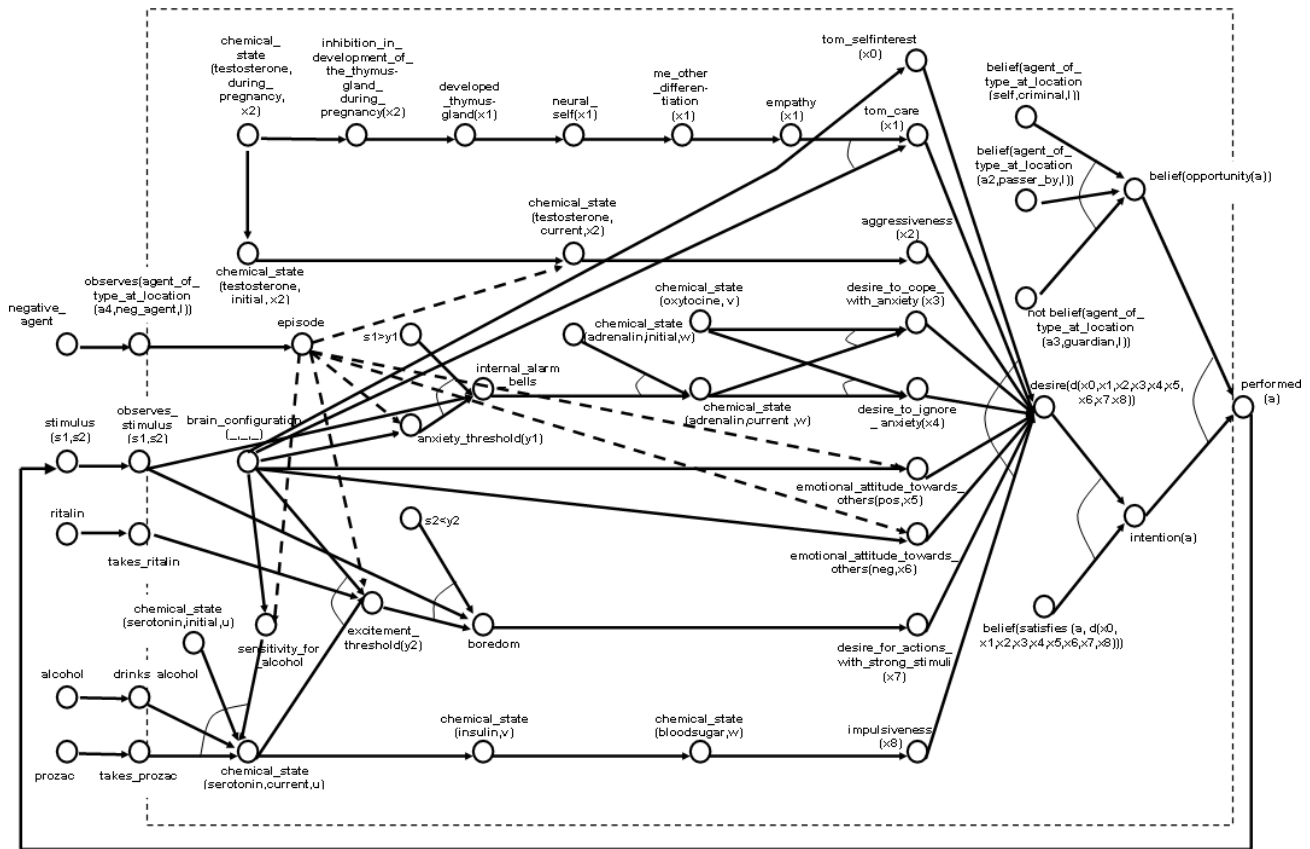 chemical_
state
(testosterone,
during_
pregnancy,
x2)
inhibition_in_
development_of_
the_thymus-
gland_
during_
pregnancy(x2)
developed
_thymus-
gland(x1)
neural_
self(x1)
me_other
_differen-
tiation
(x1)
empathy
(x1)
tom_selfinterest
(x0)
tom_care
(x1)
belief(agent_of_
type_at_location
(self,criminal,l))
belief(agent_of_
type_at_location
(a2,passer_by,l))
belief(opportunity(a))
not belief(agent_of_
type_at_location
(a3,guardian,l))
chemical_state
(testosterone,
initial, x2)
chemical_state
(testosterone,
current,x2)
aggressiveness
(x2)
negative_
agent
observes(agent_of_
type_at_location
(a4,neg_agent,l))
episode
s1>y1
chemical_state
(adrenalin,initial,w)
chemical_state
(oxytocine, v)
desire_to_cope_
with_anxiety (x3)
internal_alarm
bells
chemical_state
(adrenalin,current ,w)
desire_to_ignore
_anxiety(x4)
desire(d(x0,x1,x2,x3,x4,x5,
x6,x7,x8))
performed
(a)
stimulus
(s1,s2)
observes_
stimulus
(s1,s2)
brain_configuration
(_,_,_)
anxiety_threshold(y1)
emotional_attitude_towards_
others(pos,x5)
ritalin
takes_ritalin
s2<y2
emotional_attitude_towards_
others(neg,x6)
intention(a)
chemical_state
(serotonin,initial,u)
sensitivity_for
_alcohol
excitement_
threshold(y2)
boredom
desire_for_actions_
with_strong_stimuli
(x7)
belief(satisfies (a, d(x0,
x1,x2,x3,x4,x5,x6,x7,x8)))
alcohol
drinks_alcohol
prozac
takes_prozac
chemical_state
(serotonin,current,u)
chemical_state
(insulin,v)
chemical_state
(bloodsugar,w)
impulsiveness
(x8)